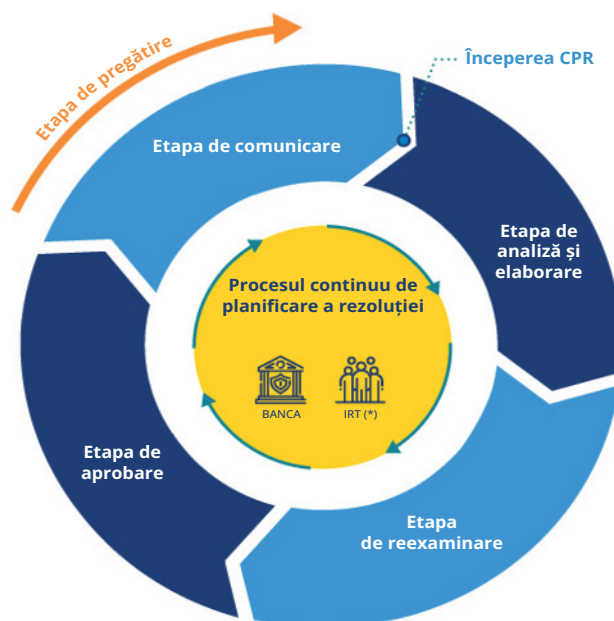 Etapa de pregătire
Începerea CPR
Etapa de comunicare
Etapa de
analiză și
elaborare
Procesul continuu de
planificare a rezoluției
BANCA
IRT (*)
Etapa de
aprobare
Etapa
de reexaminare